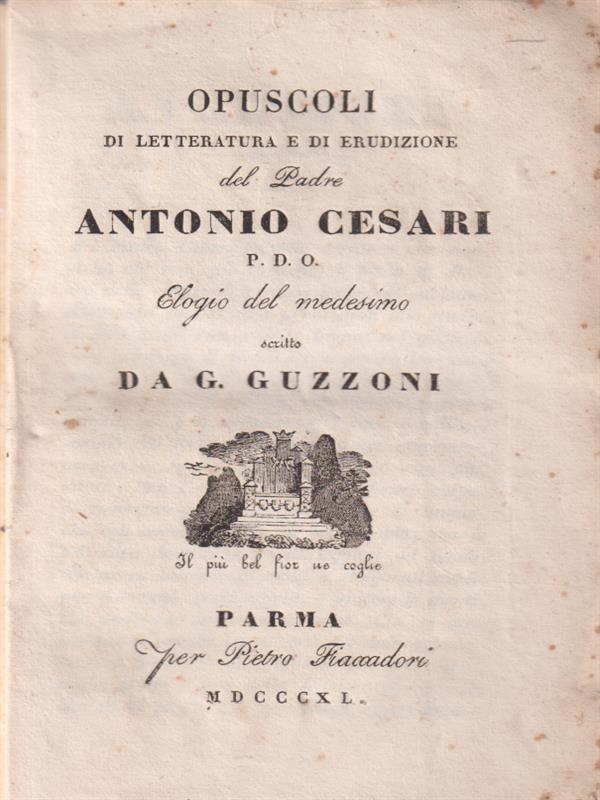 OPUSCOLI
DI LETTERATURA E DI ERUDIZIONE
del Padre
ANTONIO CESARI
P. D. O.
Elogio del medesimo
scritto
DA G. GUZZONI
Il più bel fior ne coglie
PARMA
per Pietro Fiaccadori
MDCCCXL.